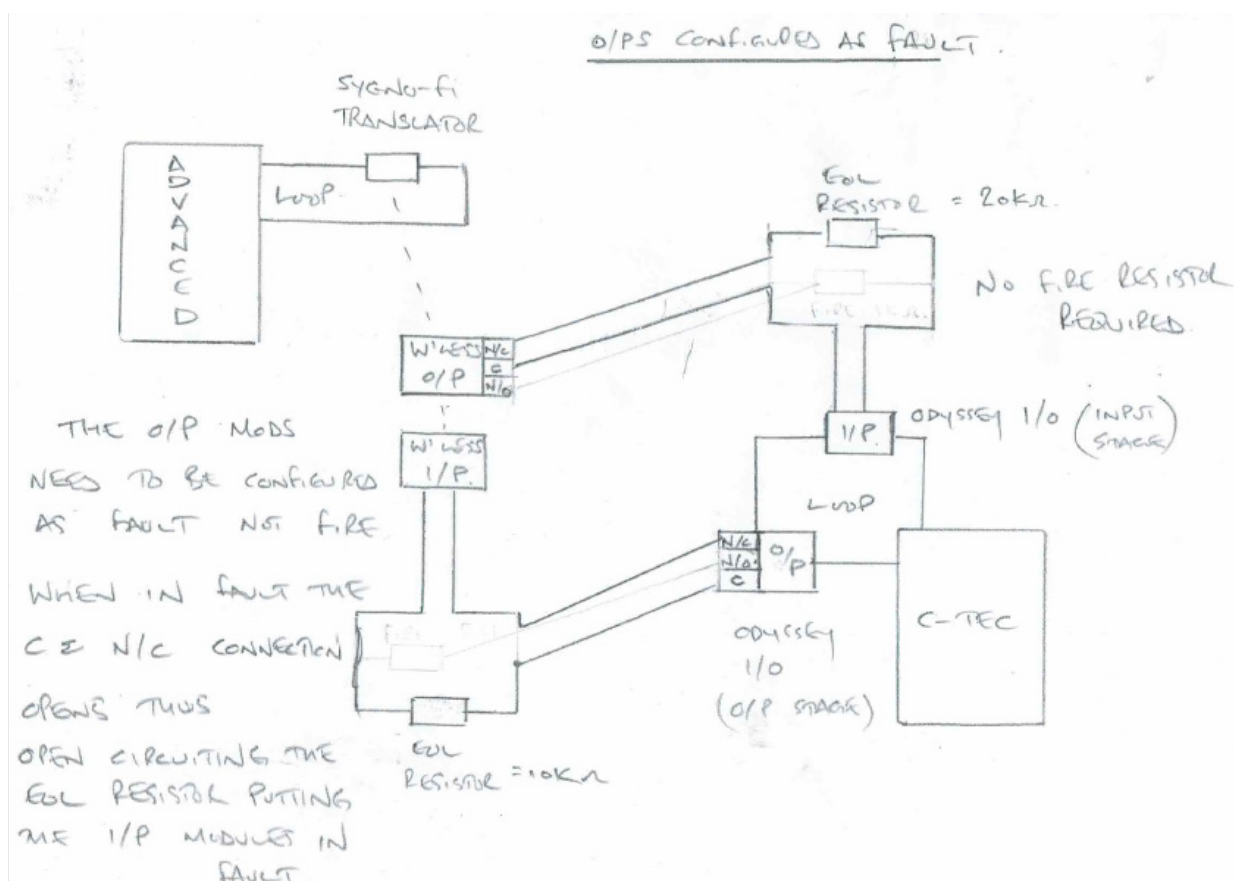 O/PS CONFIGURED AS FAULT.
SYGNO-Fi
TRANSLATOR
ADVANCED
LOOP
EOL
RESISTOR = 20KΩ.
FIRE 1KΩ.
NO FIRE RESISTOR
REQUIRED.
W'LESS
O/P
N/C
C
N/O
W'LESS
I/P.
I/P.
ODYSSEY I/O (INPUT
STAGE)
LOOP
N/C
N/O
C
O/P
C-TEC
ODYSSEY
I/O
(O/P STAGE)
EOL
RESISTOR = 10KΩ
THE O/P MODS
NEED TO BE CONFIGURED
AS FAULT NOT FIRE
WHEN IN FAULT THE
C & N/C CONNECTION
OPENS THUS
OPEN CIRCUITING THE
EOL RESISTOR PUTTING
THE I/P MODULES IN
FAULT